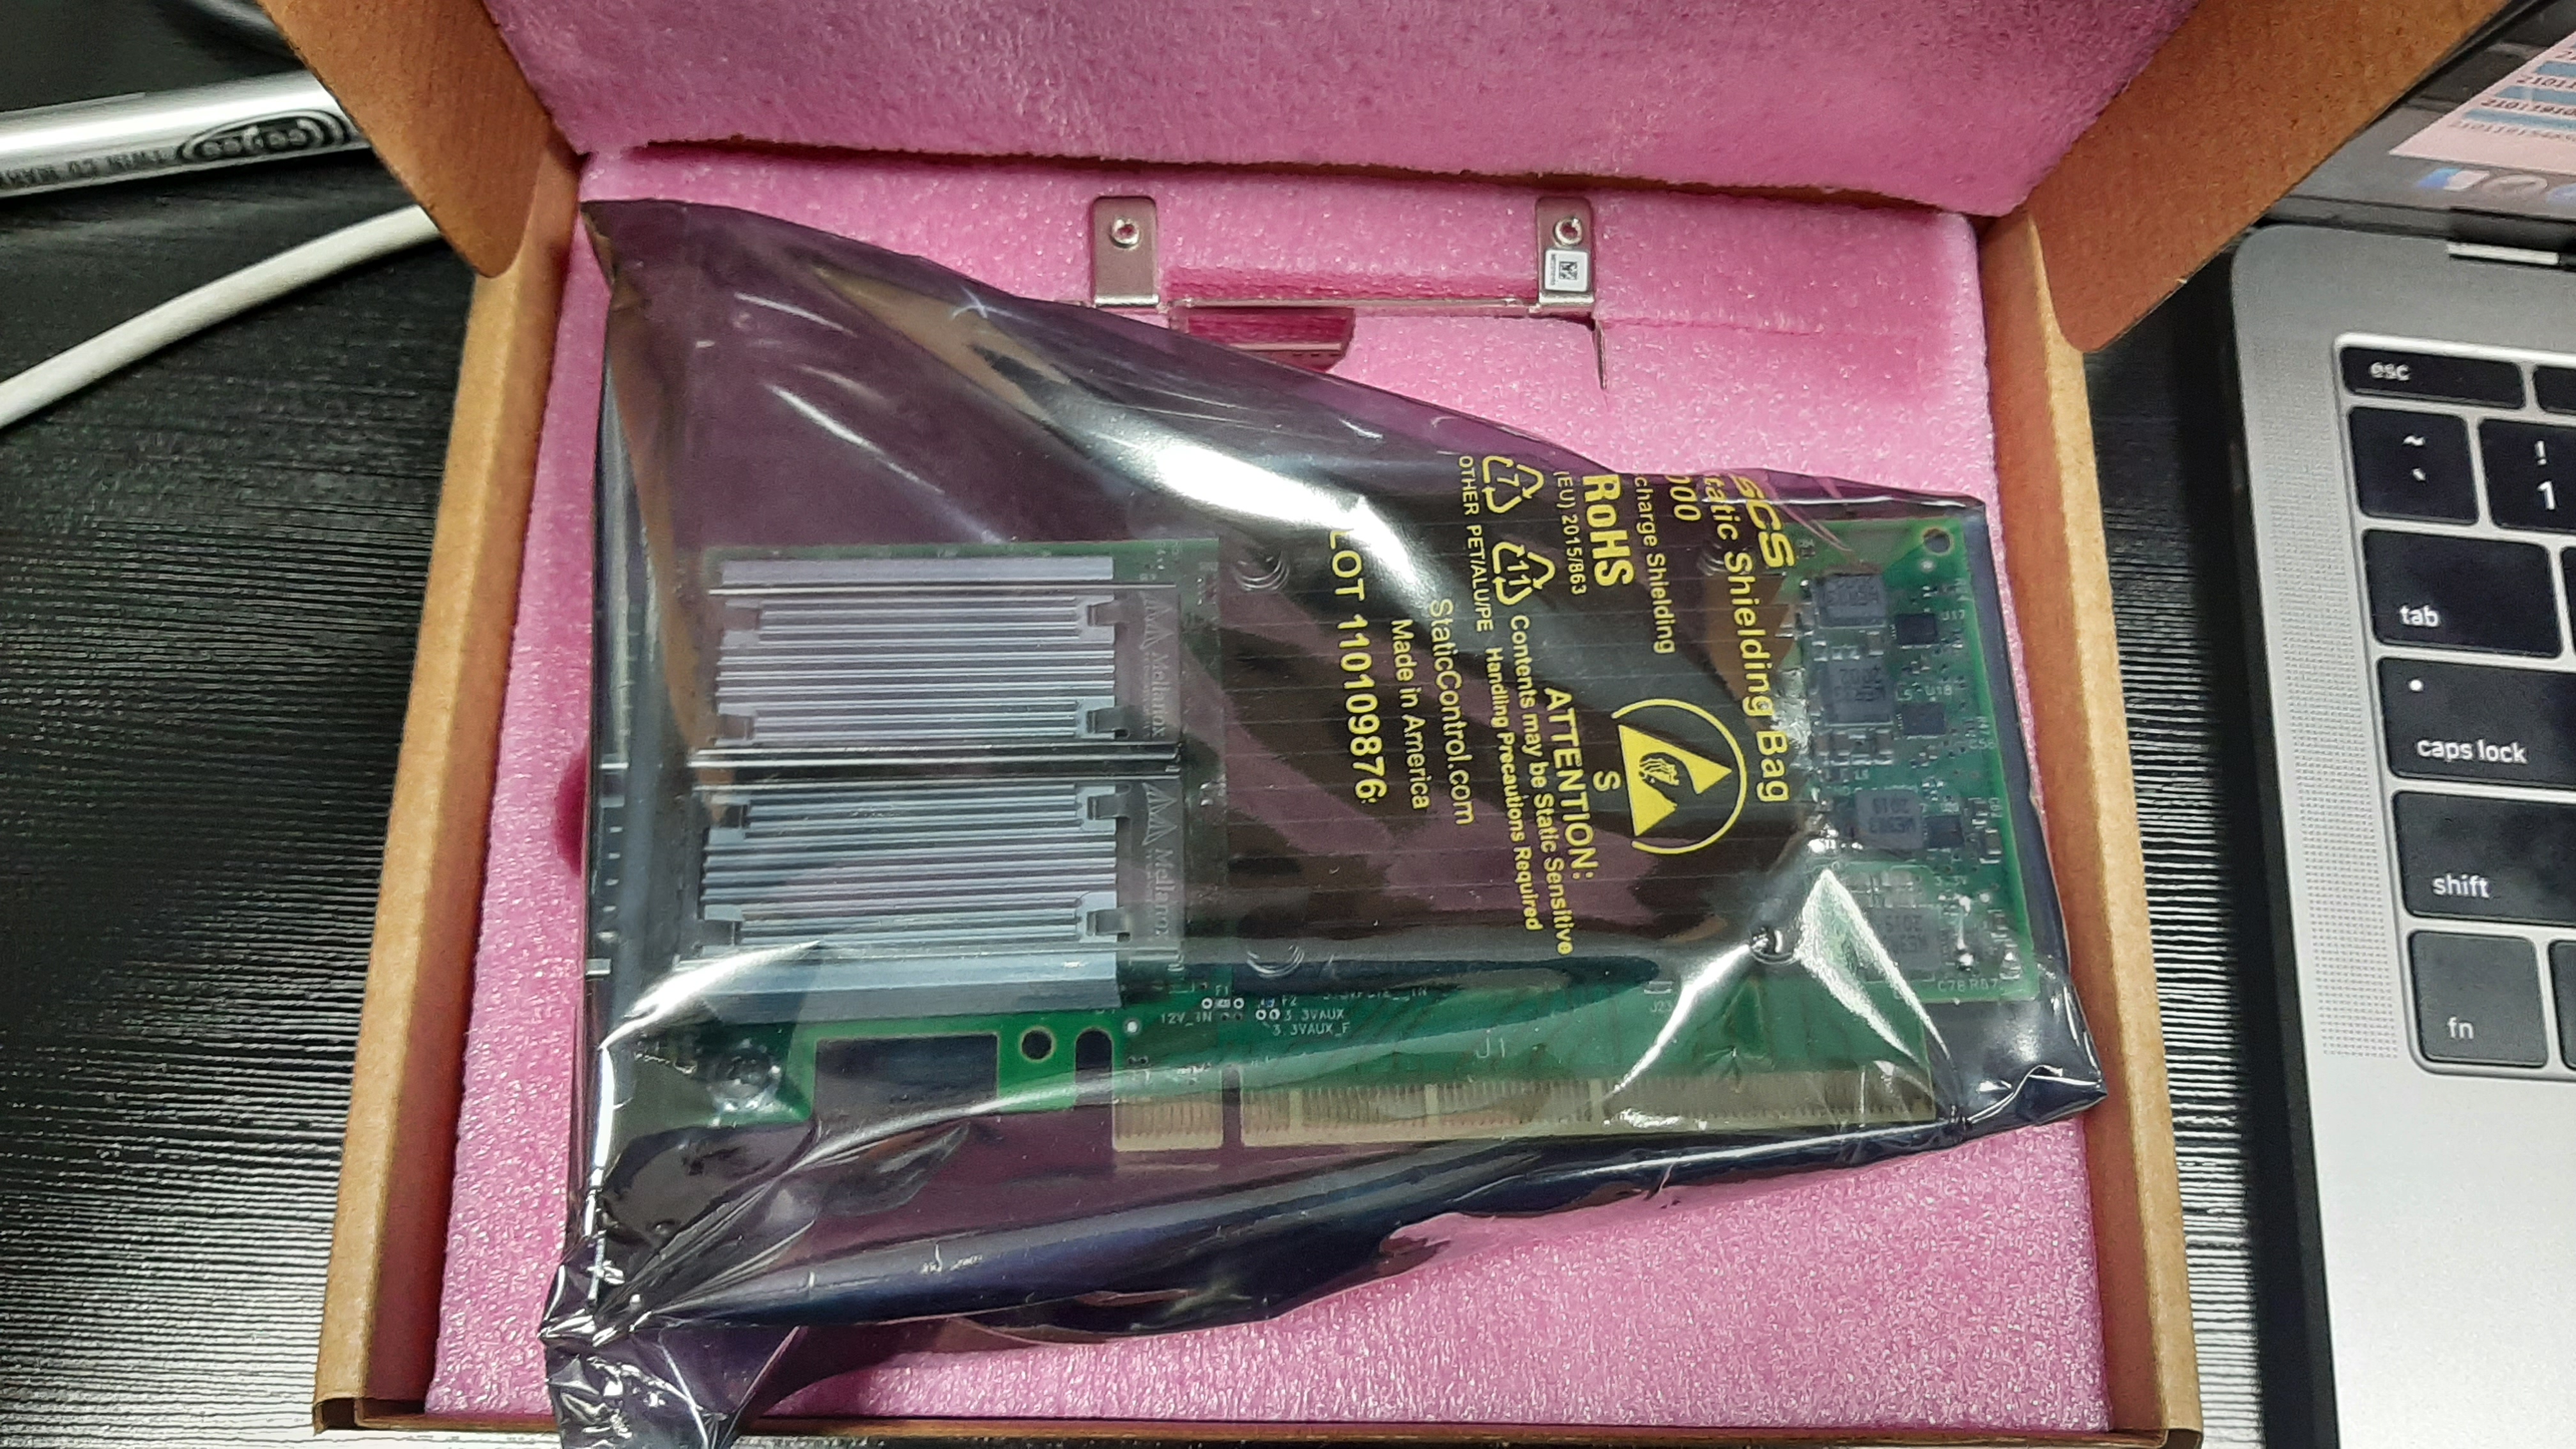 SCS
tatic Shielding Bag
000
charge Shielding
RoHS
(EU) 2015/863
7
11
OTHER PET/ALU/PE
S
ATTENTION:
Contents may be Static Sensitive
Handling Precautions Required
StaticControl.com
Made in America
LOT 110109876
Mellanox
Mellanox
F1
F2
12V_IN
3.3VAUX
3.3VAUX_F
J1
J23
U17
U18
C78 R67
esc
~
`
!
1
tab
caps lock
shift
fn